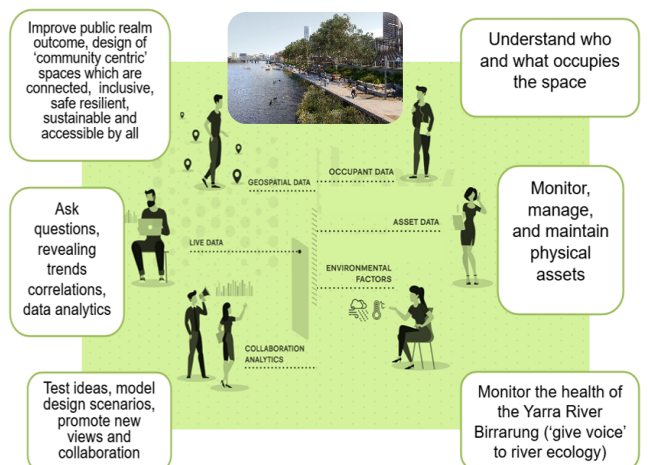 Improve public realm
outcome, design of
‘community centric’
spaces which are
connected, inclusive,
safe resilient,
sustainable and
accessible by all
Understand who
and what occupies
the space
GEOSPATIAL DATA
OCCUPANT DATA
Ask
questions,
revealing
trends
correlations,
data analytics
LIVE DATA
ASSET DATA
Monitor,
manage,
and maintain
physical
assets
ENVIRONMENTAL
FACTORS
COLLABORATION
ANALYTICS
Test ideas, model
design scenarios,
promote new
views and
collaboration
Monitor the health of
the Yarra River
Birrarung (‘give voice’
to river ecology)